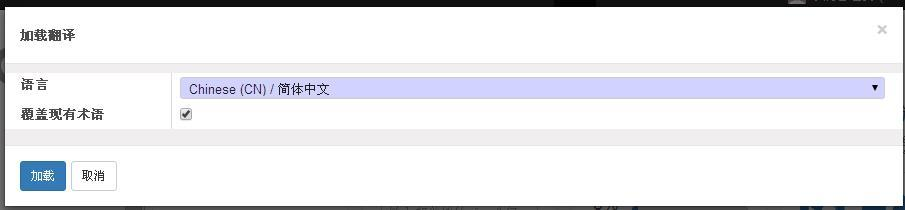 加载翻译
×
语言
Chinese (CN) / 简体中文
覆盖现有术语
加载 取消